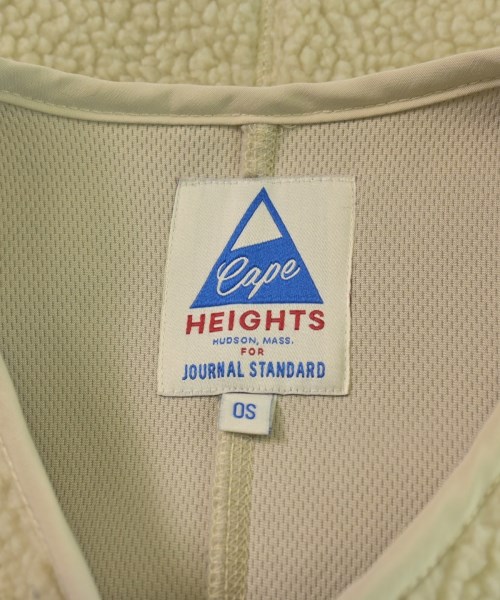 Cape
HEIGHTS
HUDSON, MASS.
FOR
JOURNAL STANDARD
OS